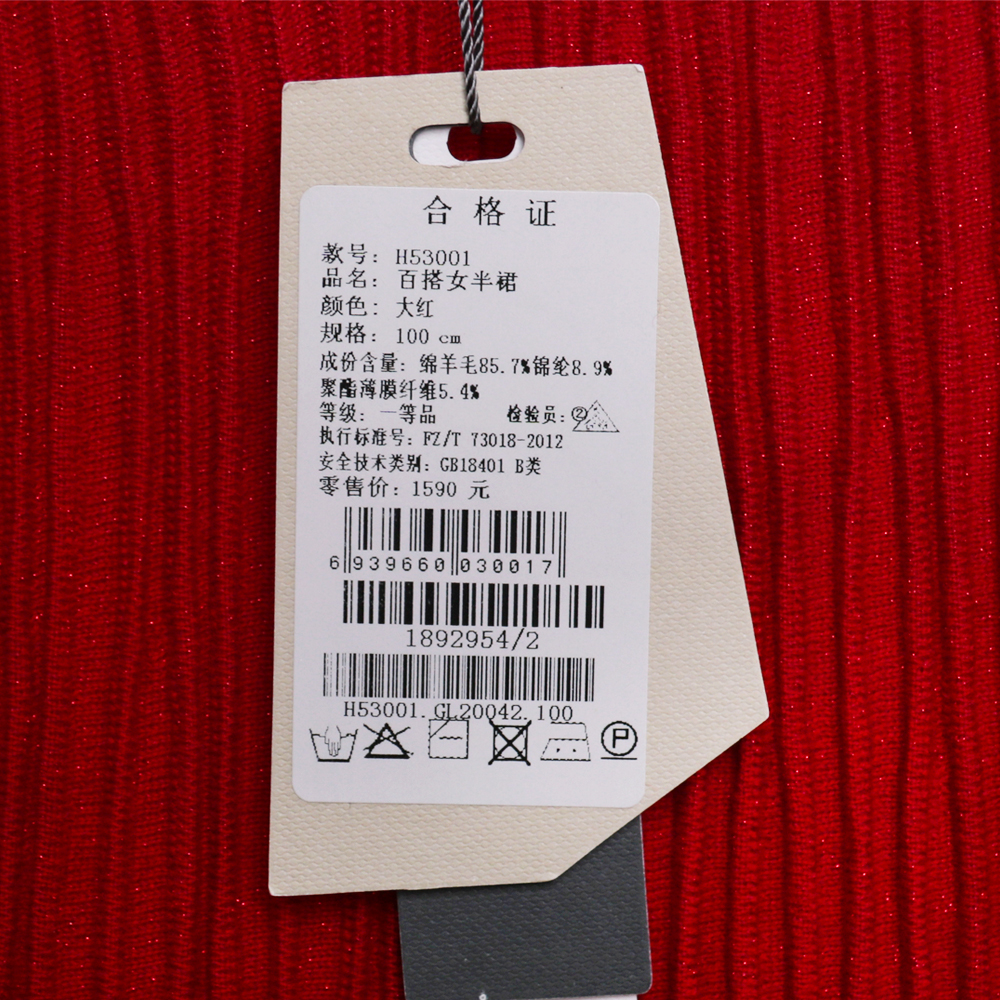 合格证
款号: H53001
品名: 百搭女半裙
颜色: 大红
规格: 100 cm
成份含量: 绵羊毛85.7%锦纶8.9%
聚酯薄膜纤维5.4%
等级: 一等品 检验员: ②
执行标准号: FZ/T 73018-2012
安全技术类别: GB18401 B类
零售价: 1590 元
6 939660 030017
1892954/2
H53001.GL20042.100
P